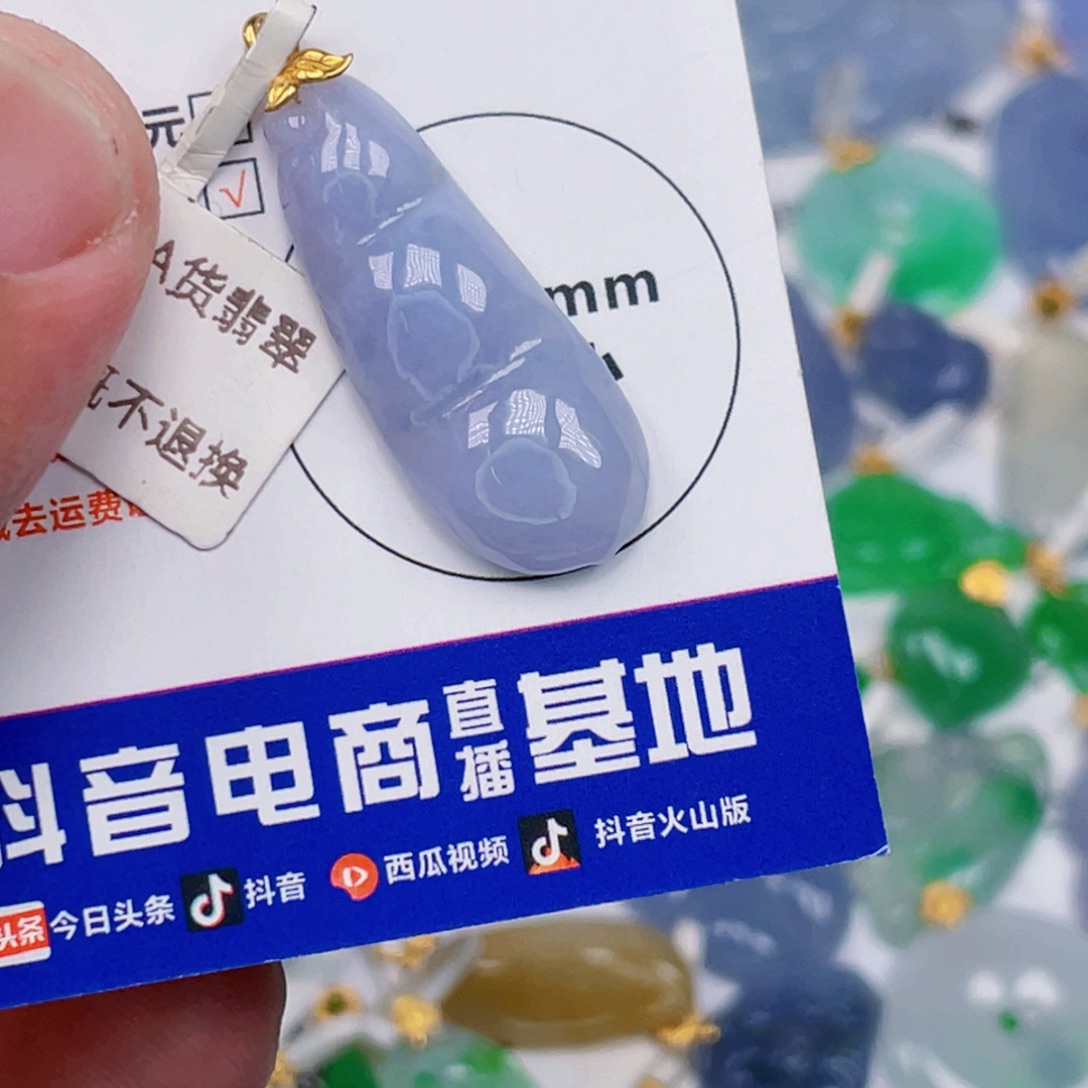 元
√
A货翡翠
不退换
mm
去运费
抖音电商直播基地
头条 今日头条 抖音 西瓜视频 抖音火山版